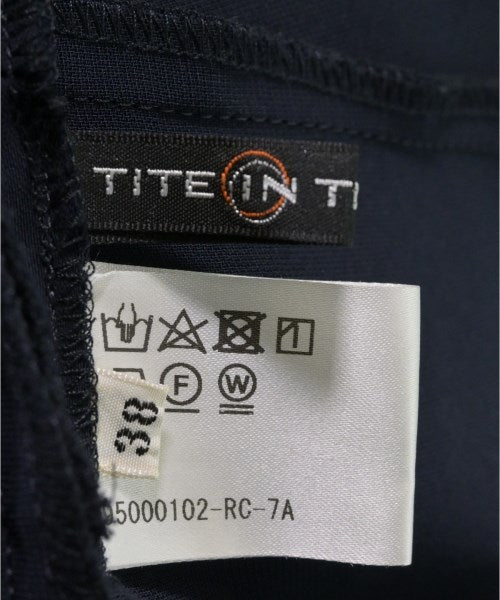 TITE IN T
F W
38
5000102-RC-7A